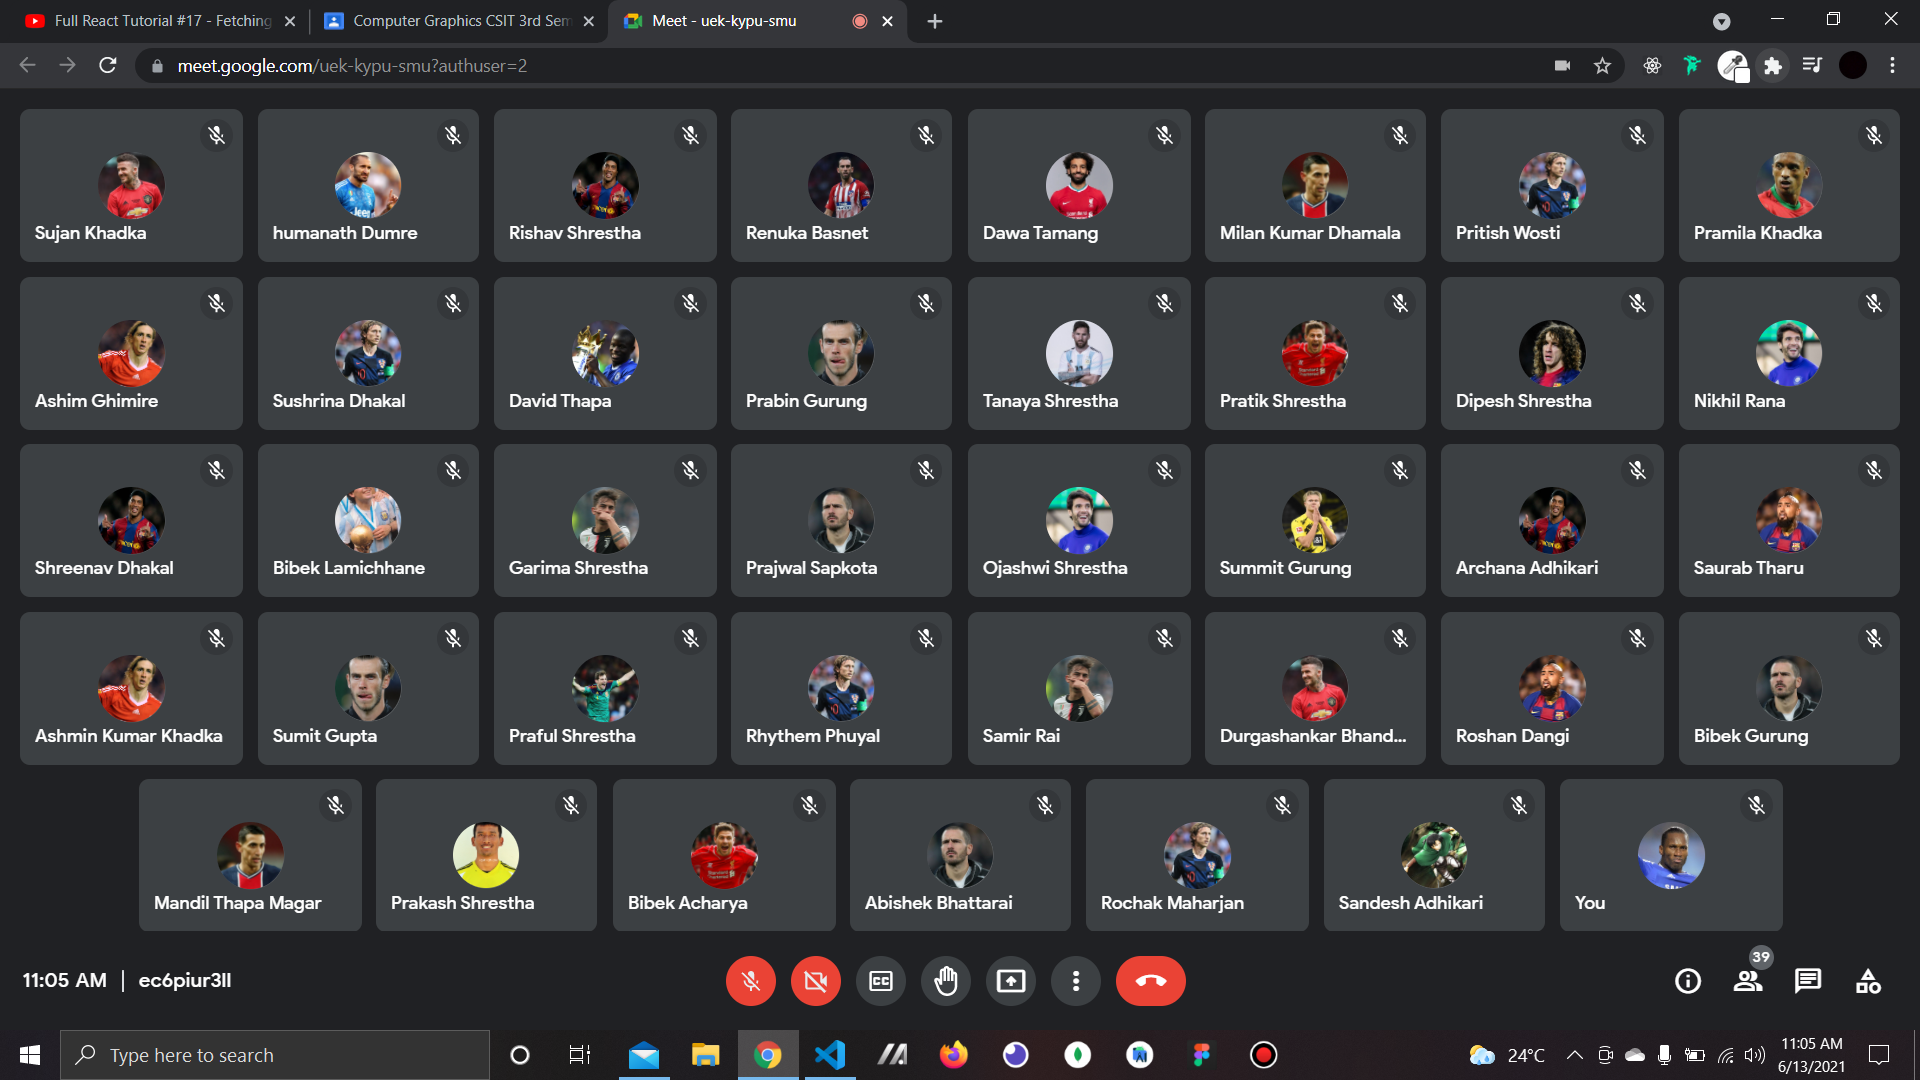 Full React Tutorial #17 - Fetching
Computer Graphics CSIT 3rd Sem
Meet - uek-kypu-smu
meet.google.com/uek-kypu-smu?authuser=2
Sujan Khadka
humanath Dumre
Rishav Shrestha
Renuka Basnet
Dawa Tamang
Milan Kumar Dhamala
Pritish Wosti
Pramila Khadka
Ashim Ghimire
Sushrina Dhakal
David Thapa
Prabin Gurung
Tanaya Shrestha
Pratik Shrestha
Dipesh Shrestha
Nikhil Rana
Shreenav Dhakal
Bibek Lamichhane
Garima Shrestha
Prajwal Sapkota
Ojashwi Shrestha
Summit Gurung
Archana Adhikari
Saurab Tharu
Ashmin Kumar Khadka
Sumit Gupta
Praful Shrestha
Rhythem Phuyal
Samir Rai
Durgashankar Bhand...
Roshan Dangi
Bibek Gurung
Mandil Thapa Magar
Prakash Shrestha
Bibek Acharya
Abishek Bhattarai
Rochak Maharjan
Sandesh Adhikari
You
11:05 AM | ec6piur3ll
CC
39
Type here to search
24°C
11:05 AM
6/13/2021